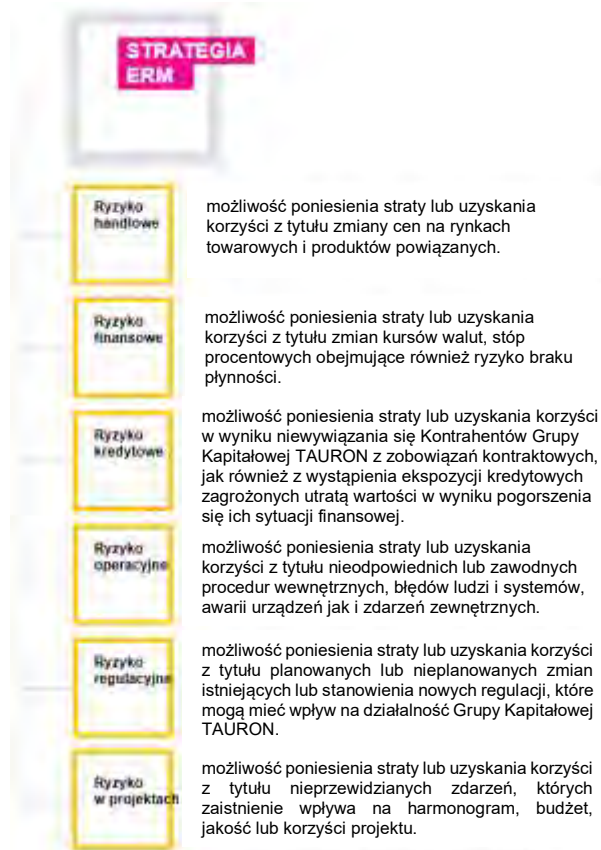 STRATEGIA
ERM
Ryzyko
handlowe
możliwość poniesienia straty lub uzyskania
korzyści z tytułu zmiany cen na rynkach
towarowych i produktów powiązanych.
Ryzyko
finansowe
możliwość poniesienia straty lub uzyskania
korzyści z tytułu zmian kursów walut, stóp
procentowych obejmujące również ryzyko braku
płynności.
Ryzyko
kredytowe
możliwość poniesienia straty lub uzyskania korzyści
w wyniku niewywiązania się Kontrahentów Grupy
Kapitałowej TAURON z zobowiązań kontraktowych,
jak również z wystąpienia ekspozycji kredytowych
zagrożonych utratą wartości w wyniku pogorszenia
się ich sytuacji finansowej.
Ryzyko
operacyjne
możliwość poniesienia straty lub uzyskania
korzyści z tytułu nieodpowiednich lub zawodnych
procedur wewnętrznych, błędów ludzi i systemów,
awarii urządzeń jak i zdarzeń zewnętrznych.
Ryzyko
regulacyjne
możliwość poniesienia straty lub uzyskania korzyści
z tytułu planowanych lub nieplanowanych zmian
istniejących lub stanowienia nowych regulacji, które
mogą mieć wpływ na działalność Grupy Kapitałowej
TAURON.
Ryzyko
w projektach
możliwość poniesienia straty lub uzyskania korzyści
z tytułu nieprzewidzianych zdarzeń, których
zaistnienie wpływa na harmonogram, budżet,
jakość lub korzyści projektu.